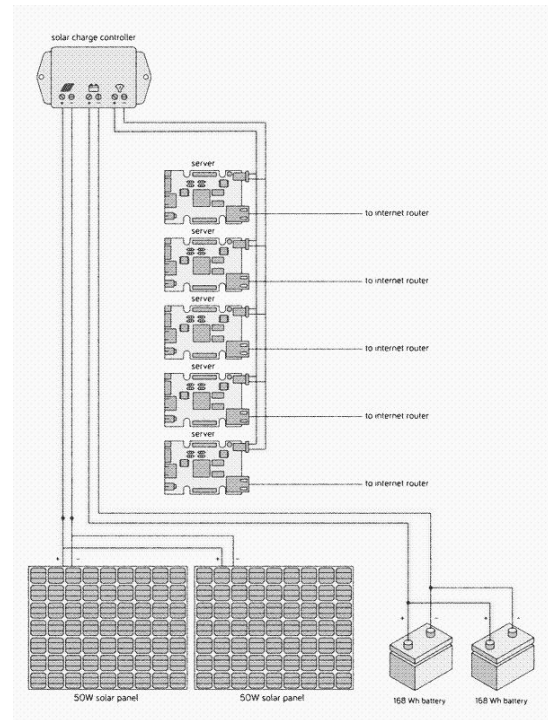 solar charge controller
+ - + - + -
server
to internet router
server
to internet router
server
to internet router
server
to internet router
server
to internet router
+ - + -
+ - + -
50W solar panel
50W solar panel
168 Wh battery
168 Wh battery